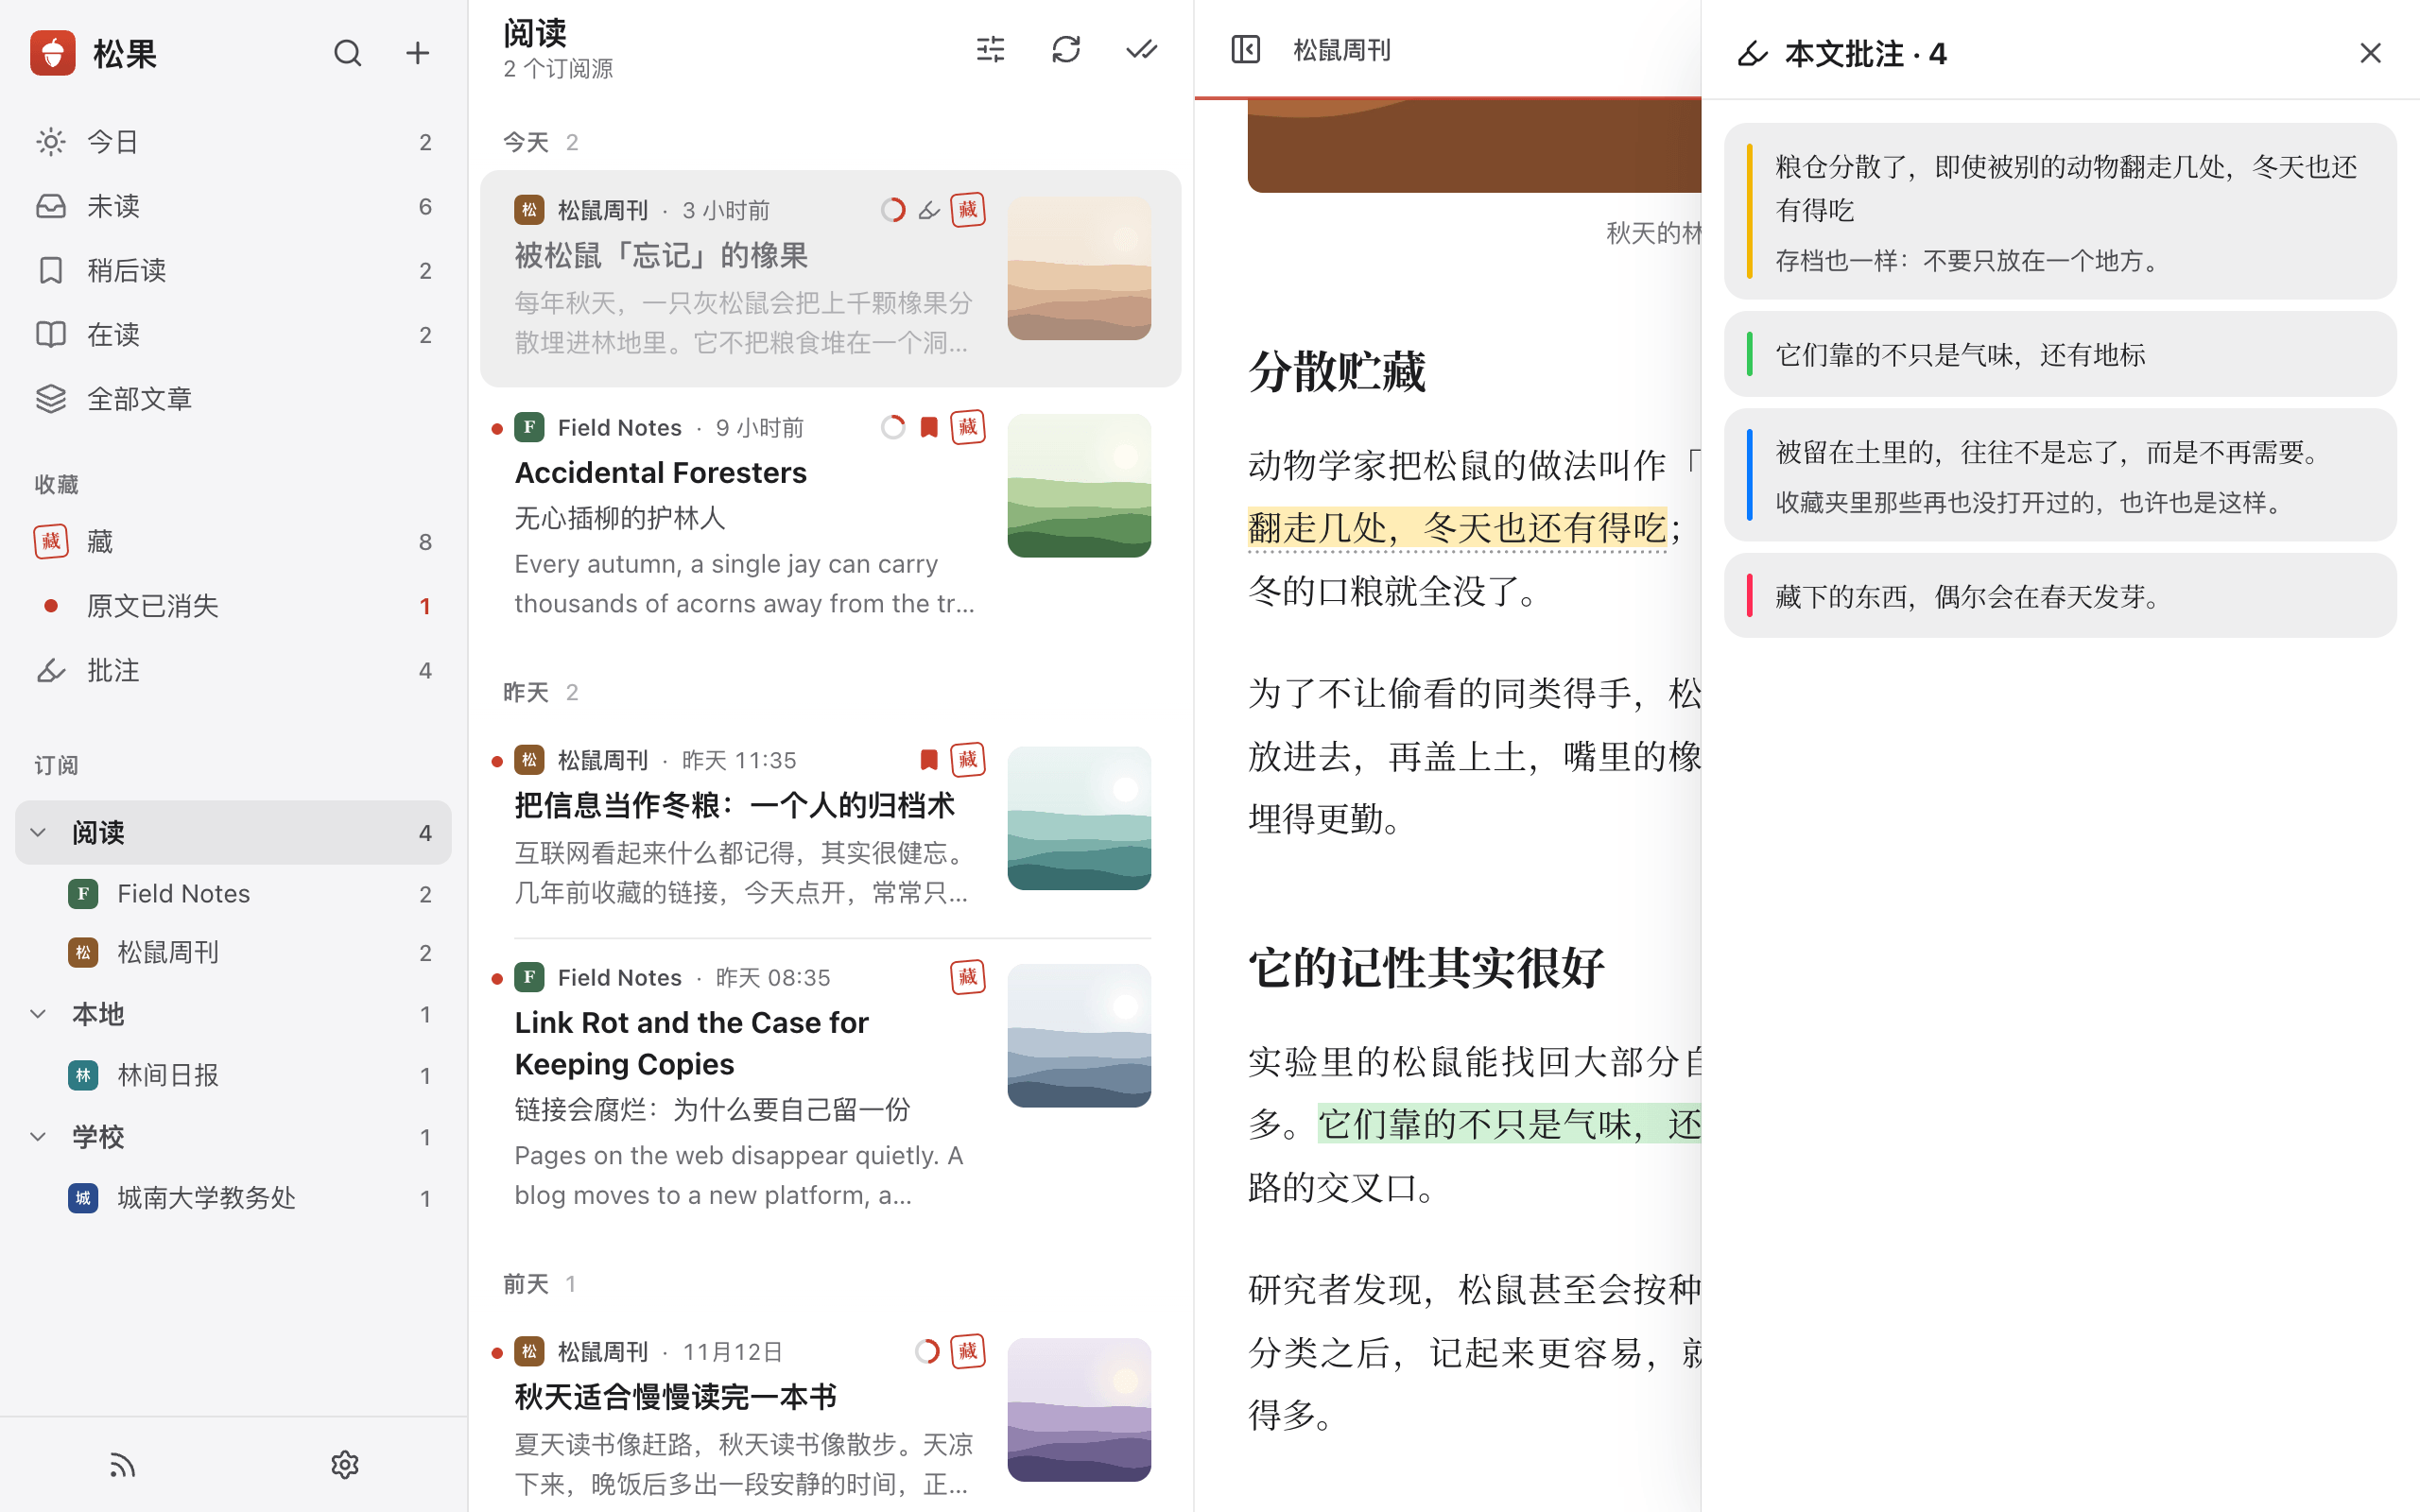 松果
今日 2
未读 6
稍后读 2
在读 2
全部文章
收藏
藏 藏 8
原文已消失 1
批注 4
订阅
阅读 4
F Field Notes 2
松 松鼠周刊 2
本地 1
林 林间日报 1
学校 1
城 城南大学教务处 1
阅读
2 个订阅源
今天 2
松 松鼠周刊 · 3 小时前 藏
被松鼠「忘记」的橡果
每年秋天，一只灰松鼠会把上千颗橡果分
散埋进林地里。它不把粮食堆在一个洞…
F Field Notes · 9 小时前 藏
Accidental Foresters
无心插柳的护林人
Every autumn, a single jay can carry
thousands of acorns away from the tr…
昨天 2
松 松鼠周刊 · 昨天 11:35 藏
把信息当作冬粮：一个人的归档术
互联网看起来什么都记得，其实很健忘。
几年前收藏的链接，今天点开，常常只…
F Field Notes · 昨天 08:35 藏
Link Rot and the Case for
Keeping Copies
链接会腐烂：为什么要自己留一份
Pages on the web disappear quietly. A
blog moves to a new platform, a…
前天 1
松 松鼠周刊 · 11月12日 藏
秋天适合慢慢读完一本书
夏天读书像赶路，秋天读书像散步。天凉
下来，晚饭后多出一段安静的时间，正…
松鼠周刊
秋天的林
分散贮藏
动物学家把松鼠的做法叫作「
翻走几处，冬天也还有得吃；
冬的口粮就全没了。
为了不让偷看的同类得手，松
放进去，再盖上土，嘴里的橡
埋得更勤。
它的记性其实很好
实验里的松鼠能找回大部分自
多。它们靠的不只是气味，还
路的交叉口。
研究者发现，松鼠甚至会按种
分类之后，记起来更容易，就
得多。
本文批注 · 4
粮仓分散了，即使被别的动物翻走几处，冬天也还
有得吃
存档也一样：不要只放在一个地方。
它们靠的不只是气味，还有地标
被留在土里的，往往不是忘了，而是不再需要。
收藏夹里那些再也没打开过的，也许也是这样。
藏下的东西，偶尔会在春天发芽。